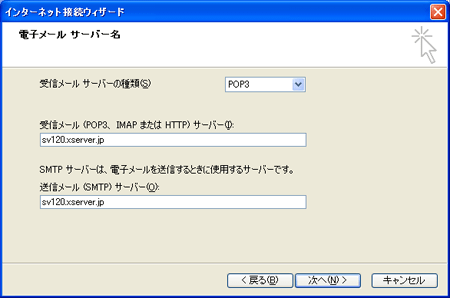 インターネット接続ウィザード
電子メール サーバー名
受信メール サーバーの種類(S)
POP3
受信メール (POP3、IMAP または HTTP) サーバー(I):
sv120.xserver.jp
SMTP サーバーは、電子メールを送信するときに使用するサーバーです。
送信メール (SMTP) サーバー(O):
sv120.xserver.jp
< 戻る(B)
次へ(N) >
キャンセル